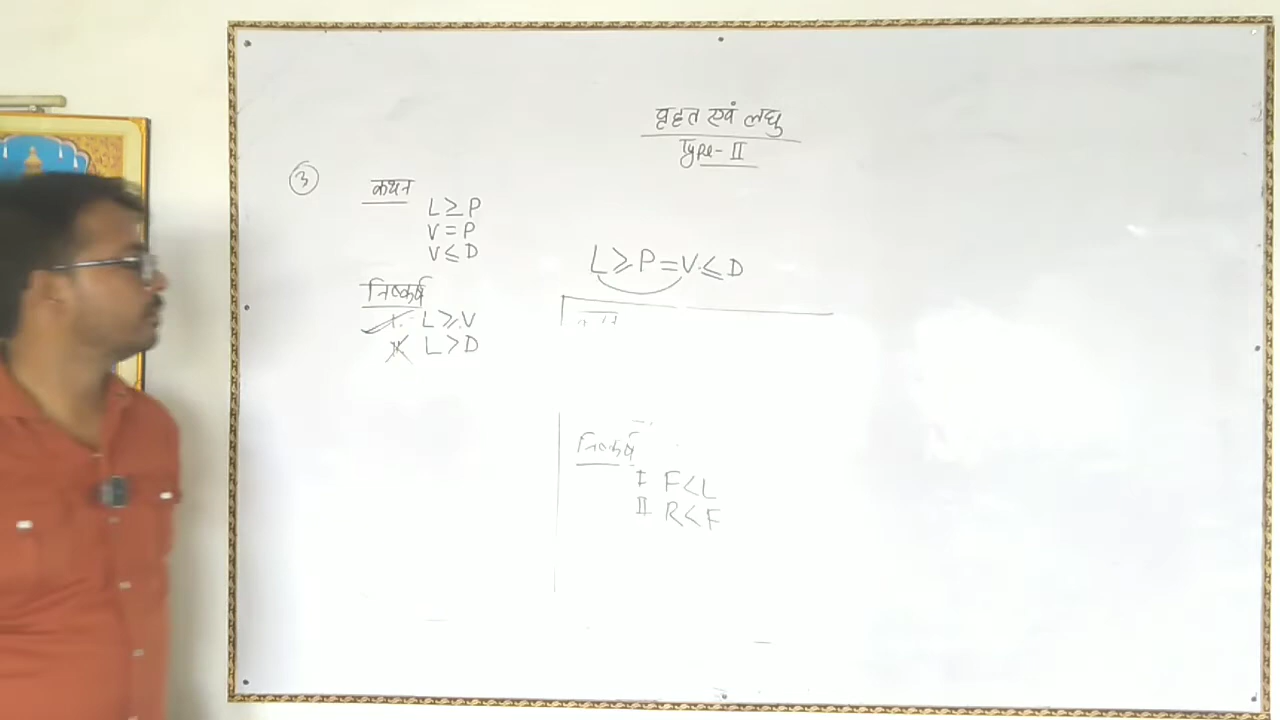 वृहत एवं लघु
Type- II
3
कथन
L ≥ P
V = P
V ≤ D
निष्कर्ष
I. L ≥ V
II L > D
L ≥ P = V ≤ D
निष्कर्ष
I F < L
II R < F